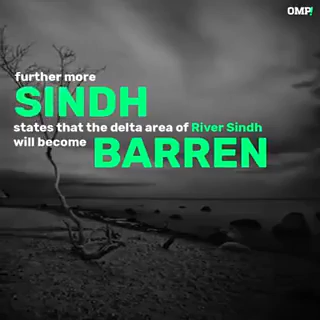 OMP!
further more
SINDH
states that the delta area of River Sindh
will become BARREN